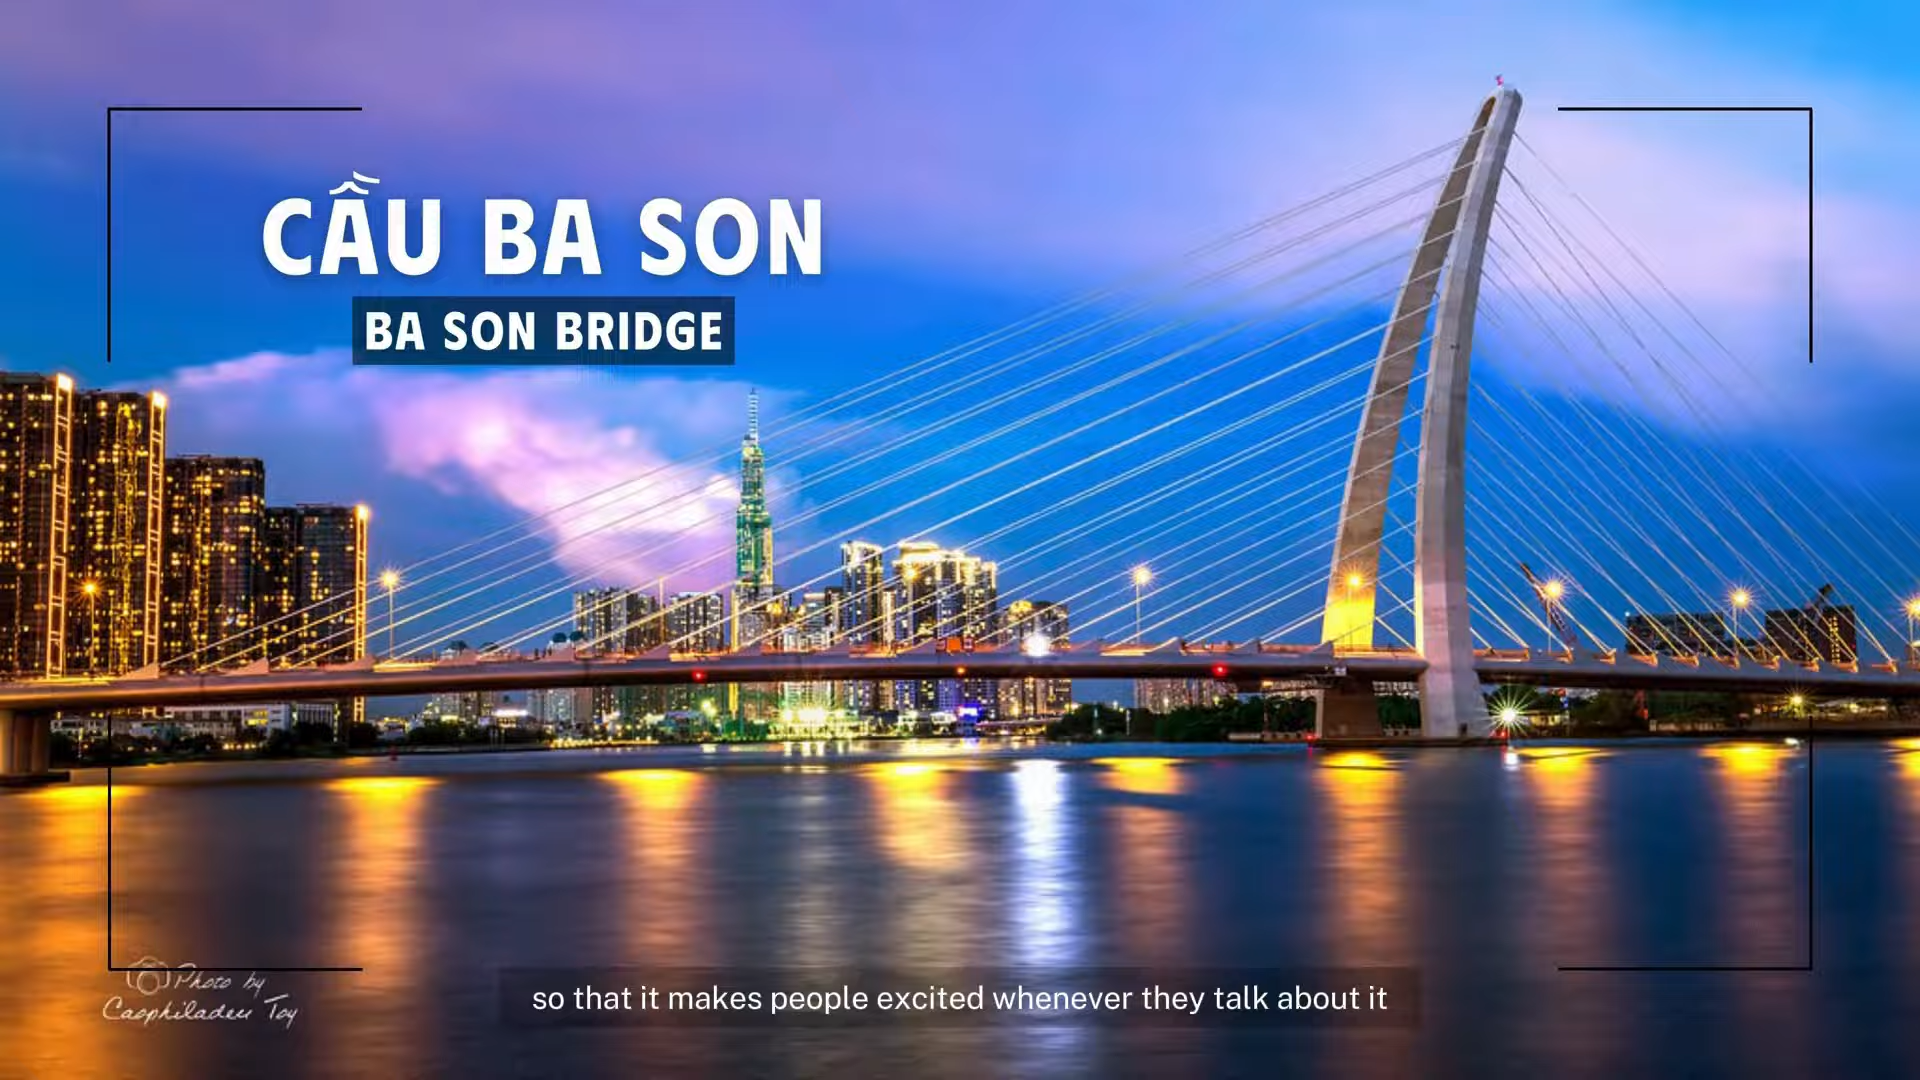 CẦU BA SON
BA SON BRIDGE
Photo by
Caophiladeu Toy
so that it makes people excited whenever they talk about it